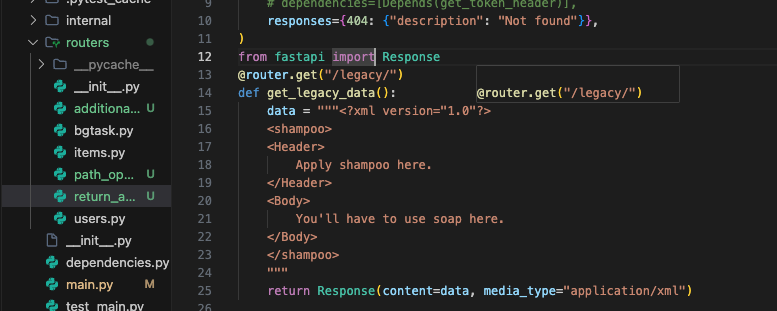 .pytest_cache
internal
routers
__pycache__
__init__.py
additiona... U
bgtask.py
items.py
path_op... U
return_a... U
users.py
__init__.py
dependencies.py
main.py M
test_main.py
9 # dependencies=[Depends(get_token_header)],
10 responses={404: {"description": "Not found"}},
11 )
12 from fastapi import Response
13 @router.get("/legacy/")
14 def get_legacy_data():
@router.get("/legacy/")
15 data = """<?xml version="1.0"?>
16 <shampoo>
17 <Header>
18 Apply shampoo here.
19 </Header>
20 <Body>
21 You'll have to use soap here.
22 </Body>
23 </shampoo>
24 """
25 return Response(content=data, media_type="application/xml")
26